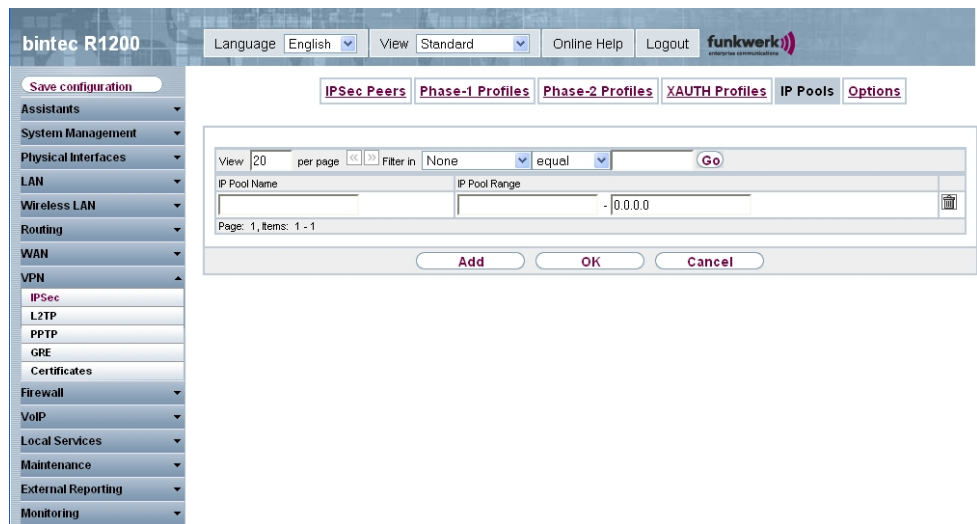 bintec R1200
Language English View Standard Online Help Logout funkwerk
enterprise communications
Save configuration
Assistants
System Management
Physical Interfaces
LAN
Wireless LAN
Routing
WAN
VPN
IPSec
L2TP
PPTP
GRE
Certificates
Firewall
VoIP
Local Services
Maintenance
External Reporting
Monitoring
IPSec Peers Phase-1 Profiles Phase-2 Profiles XAUTH Profiles IP Pools Options
View 20 per page << >> Filter in None equal Go
IP Pool Name IP Pool Range
- 0.0.0.0
Page: 1, Items: 1 - 1
Add OK Cancel